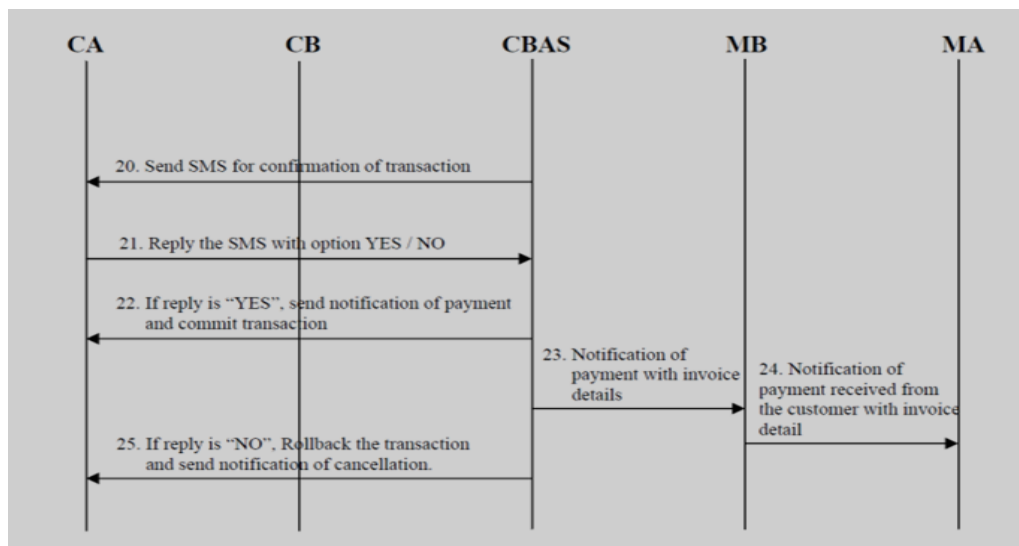 CA CB CBAS MB MA
20. Send SMS for confirmation of transaction
21. Reply the SMS with option YES / NO
22. If reply is “YES”, send notification of payment
and commit transaction
23. Notification of
payment with invoice
details
24. Notification of
payment received from
the customer with invoice
detail
25. If reply is “NO”, Rollback the transaction
and send notification of cancellation.